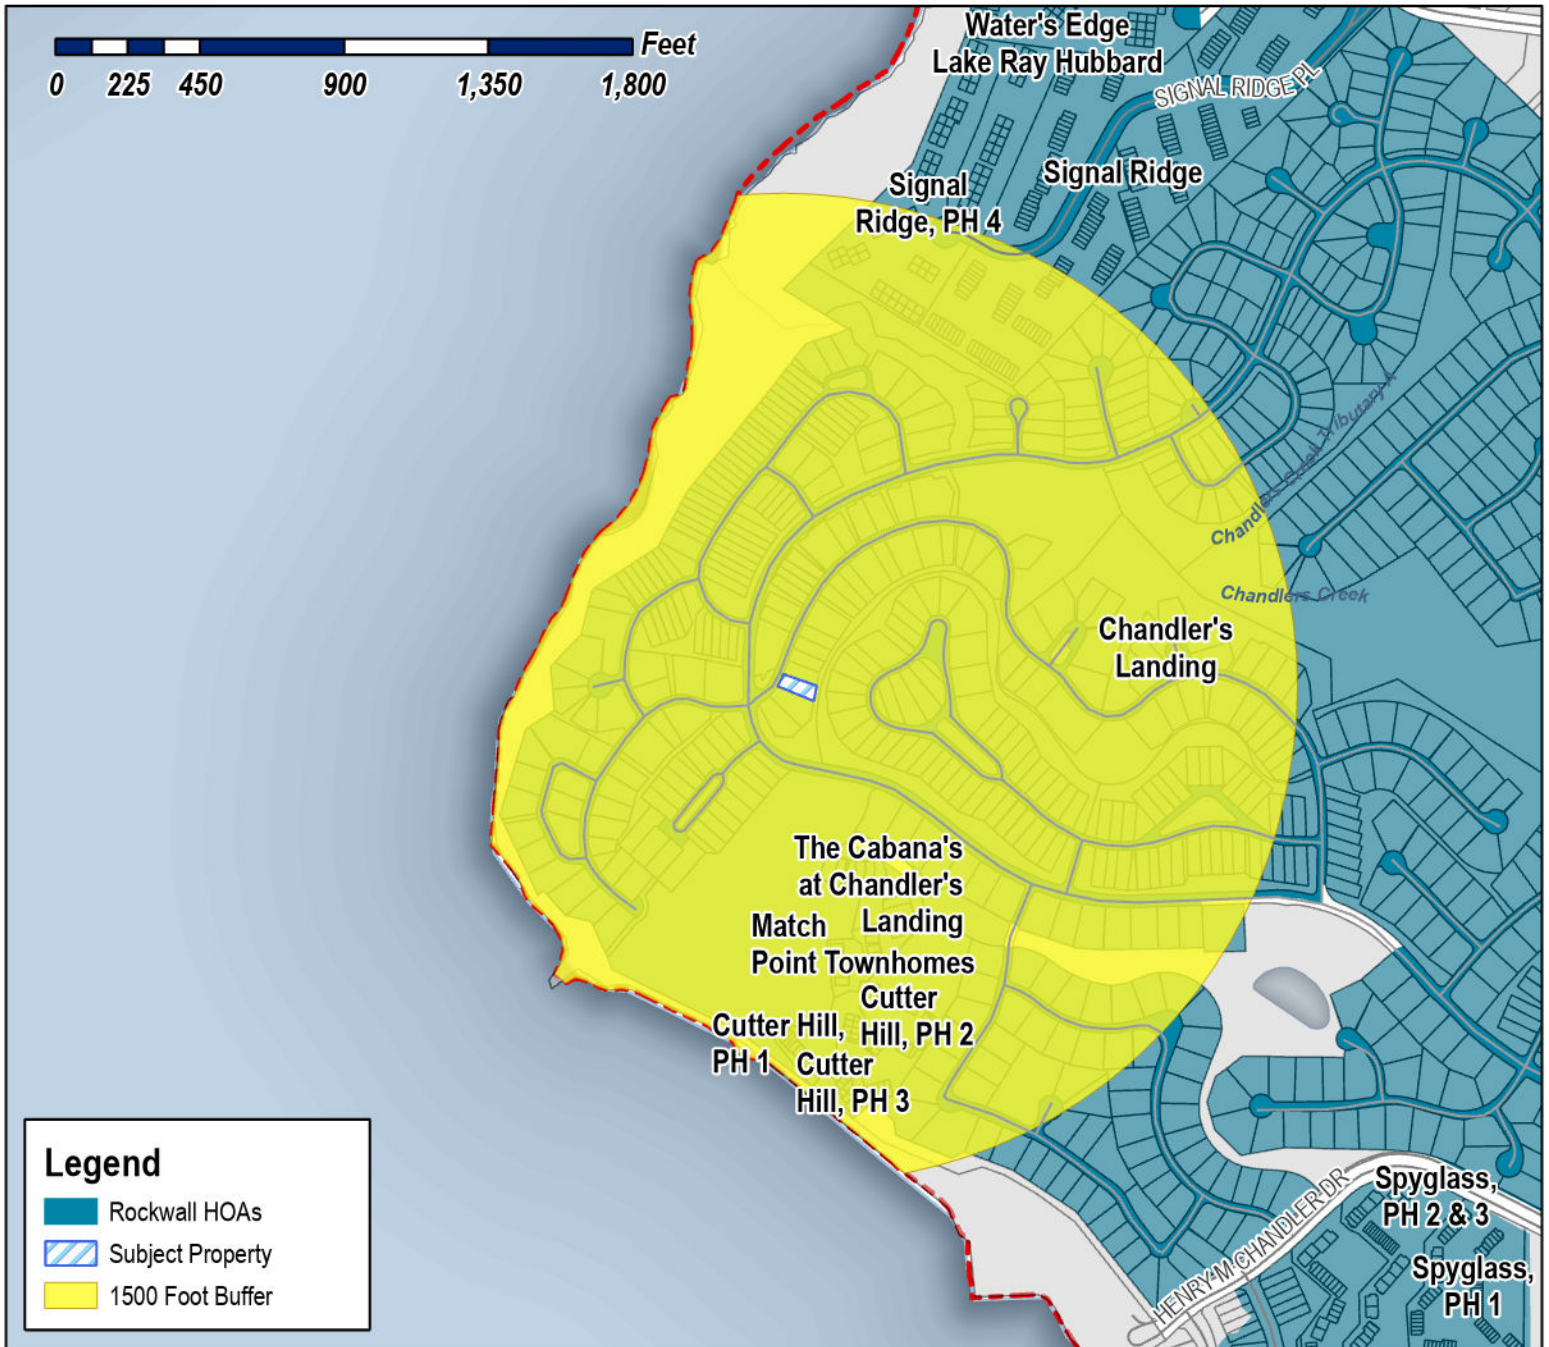 Feet
0 225 450 900 1,350 1,800
Water's Edge
Lake Ray Hubbard
SIGNAL RIDGE PL
Signal Ridge
Signal
Ridge, PH 4
Chandlers Creek Tributary A
Chandlers Creek
Chandler's
Landing
The Cabana's
at Chandler's
Landing
Match
Point Townhomes
Cutter
Hill, PH 2
Cutter Hill,
PH 1
Cutter
Hill, PH 3
HENRY M CHANDLER DR
Spyglass,
PH 2 & 3
Spyglass,
PH 1
Legend
Rockwall HOAs
Subject Property
1500 Foot Buffer